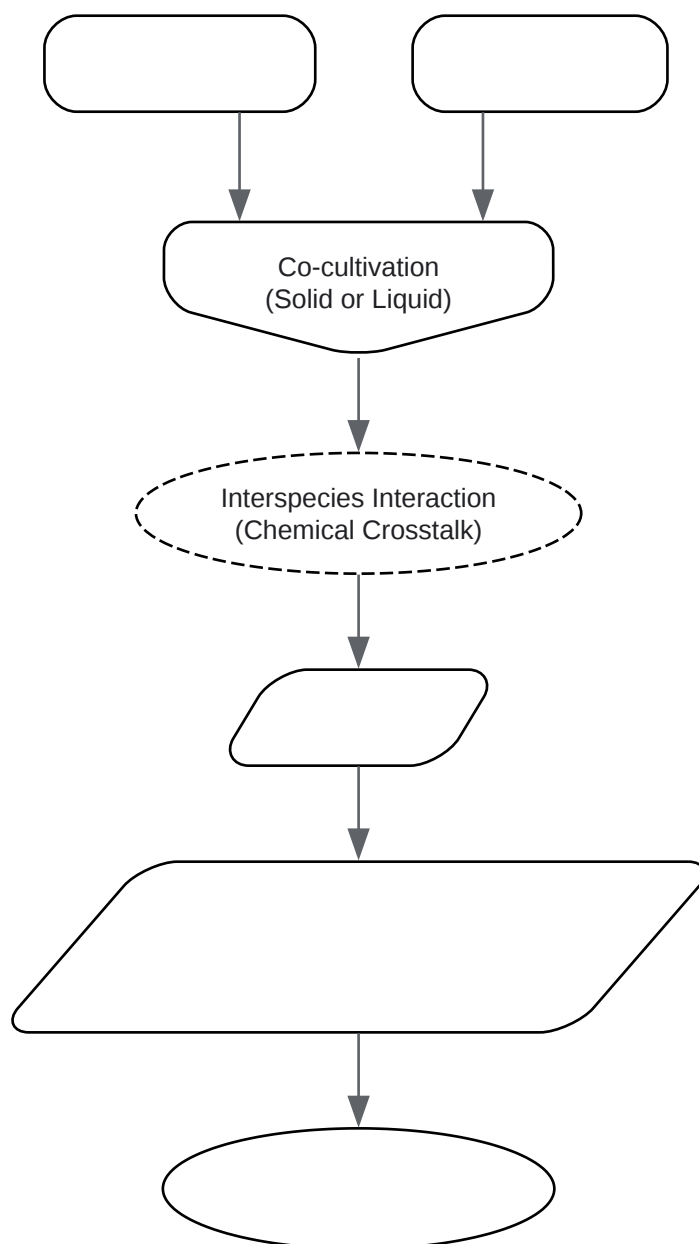 Co-cultivation
(Solid or Liquid)
Interspecies Interaction
(Chemical Crosstalk)